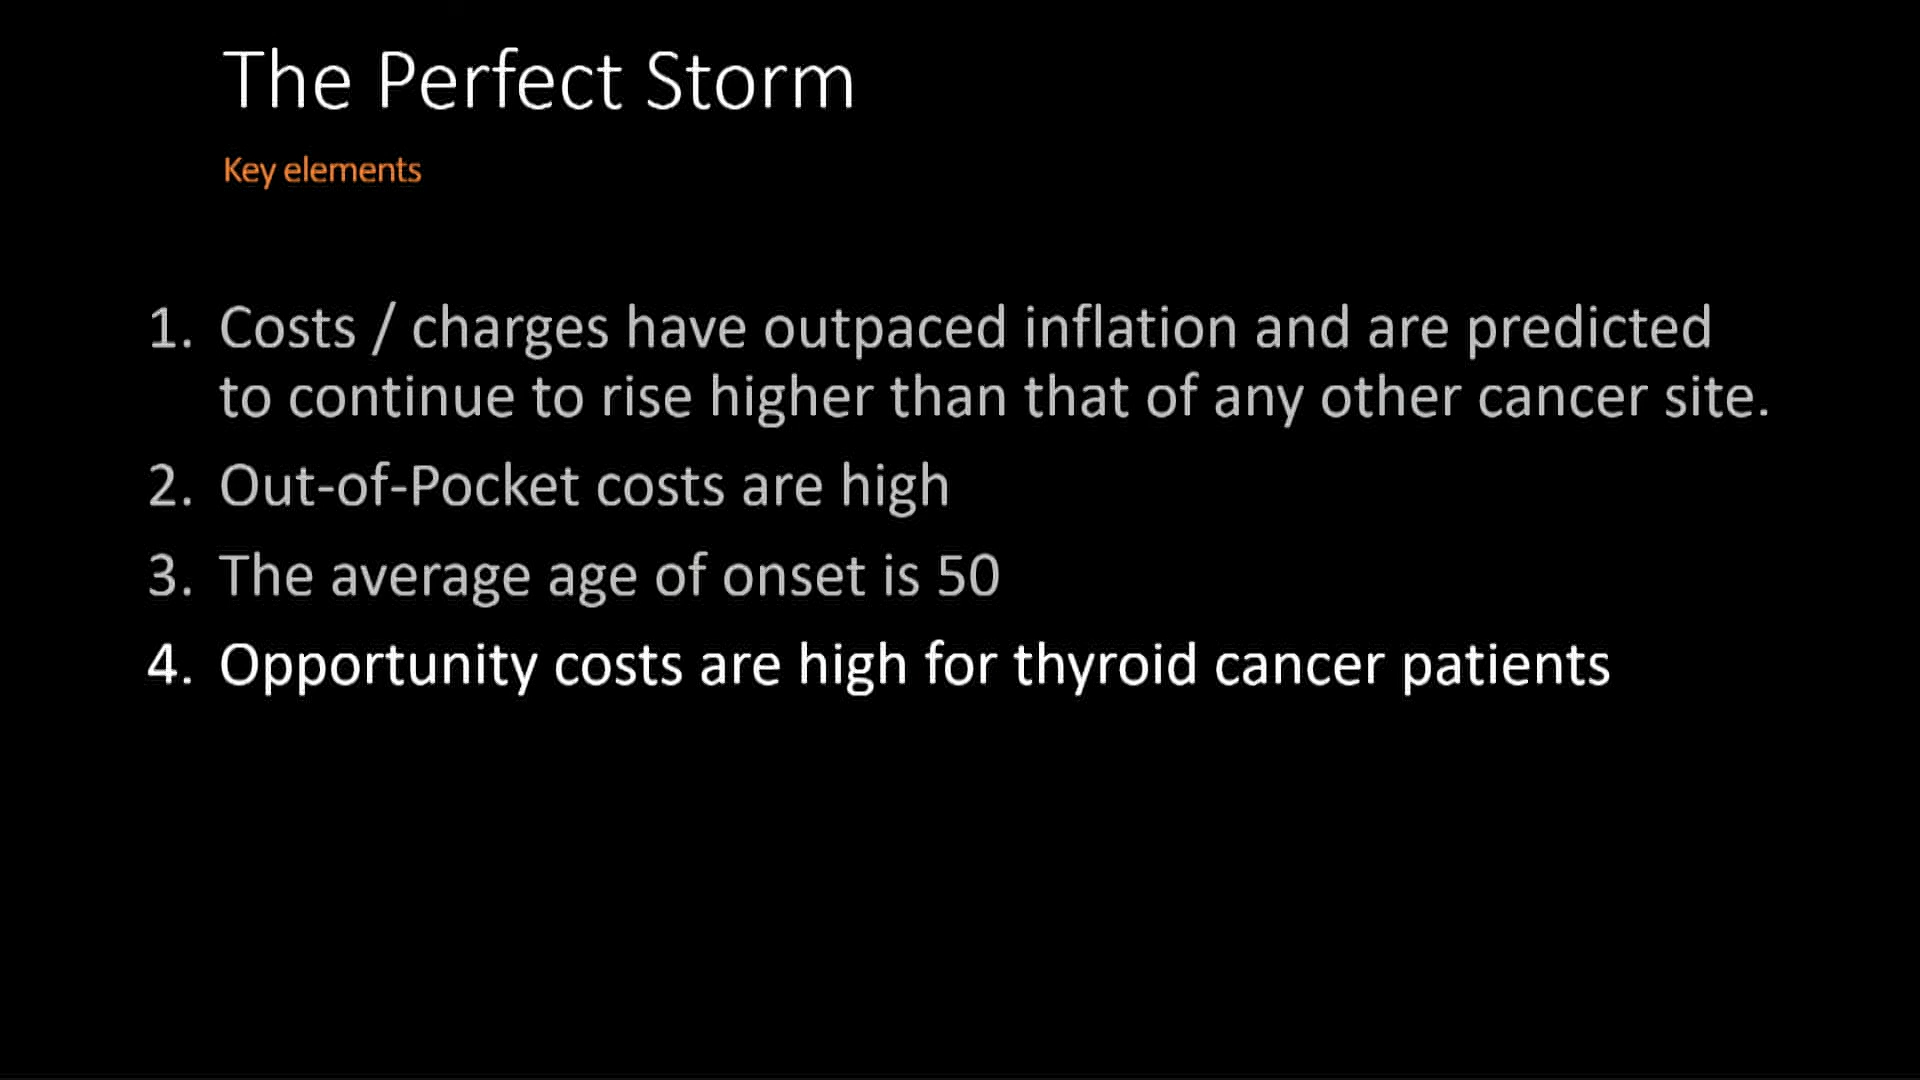 The Perfect Storm
Key elements
1. Costs / charges have outpaced inflation and are predicted
to continue to rise higher than that of any other cancer site.
2. Out-of-Pocket costs are high
3. The average age of onset is 50
4. Opportunity costs are high for thyroid cancer patients